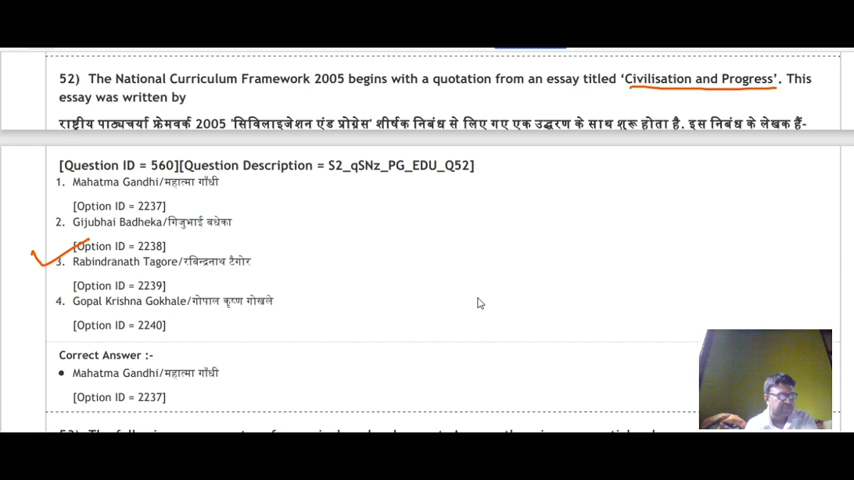 52) The National Curriculum Framework 2005 begins with a quotation from an essay titled ‘Civilisation and Progress’. This
essay was written by
राष्ट्रीय पाठ्यचर्या फ्रेमवर्क 2005 'सिविलाइजेशन एंड प्रोग्रेस' शीर्षक निबंध से लिए गए एक उद्धरण के साथ शुरू होता है. इस निबंध के लेखक हैं-
[Question ID = 560][Question Description = S2_qSNz_PG_EDU_Q52]
1. Mahatma Gandhi/महात्मा गाँधी
[Option ID = 2237]
2. Gijubhai Badheka/गिजुभाई बधेका
[Option ID = 2238]
3. Rabindranath Tagore/रबिन्द्रनाथ टैगोर
[Option ID = 2239]
4. Gopal Krishna Gokhale/गोपाल कृष्ण गोखले
[Option ID = 2240]
Correct Answer :-
• Mahatma Gandhi/महात्मा गाँधी
[Option ID = 2237]